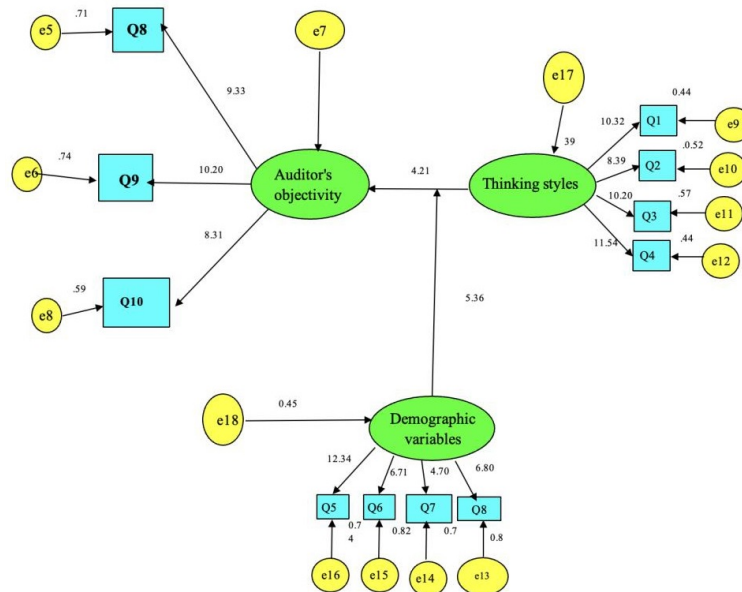 .71
e5
Q8
e7
9.33
e17
0.44
10.32
Q1
e9
39
.74
e6
Q9
10.20
Auditor's
objectivity
4.21
Thinking styles
8.39
Q2
.0.52
e10
10.20
Q3
.57
e11
8.31
11.54
Q4
.44
e12
.59
e8
Q10
5.36
e18
0.45
Demographic
variables
12.34
6.71
4.70
6.80
Q5
Q6
Q7
Q8
0.7
4
0.82
0.7
0.8
e16
e15
e14
e13